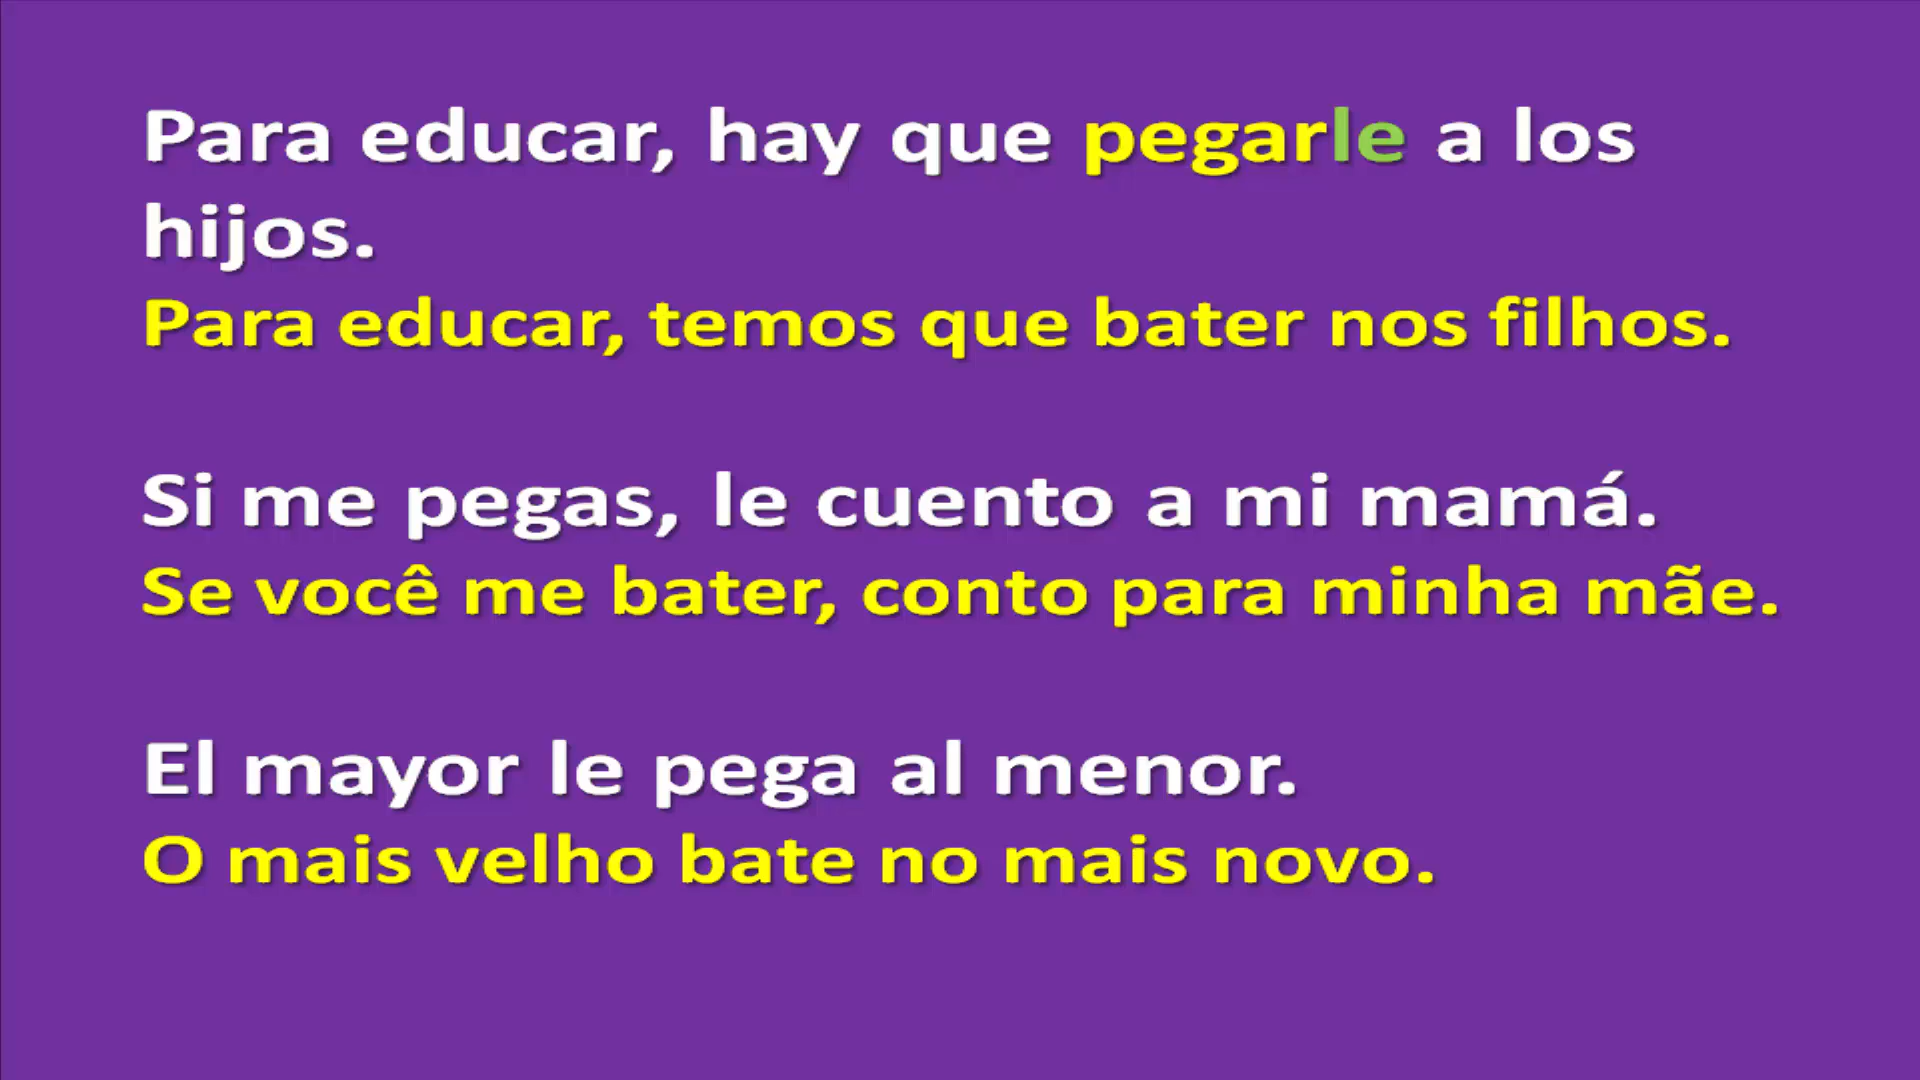 Para educar, hay que pegarle a los
hijos.
Para educar, temos que bater nos filhos.
Si me pegas, le cuento a mi mamá.
Se você me bater, conto para minha mãe.
El mayor le pega al menor.
O mais velho bate no mais novo.